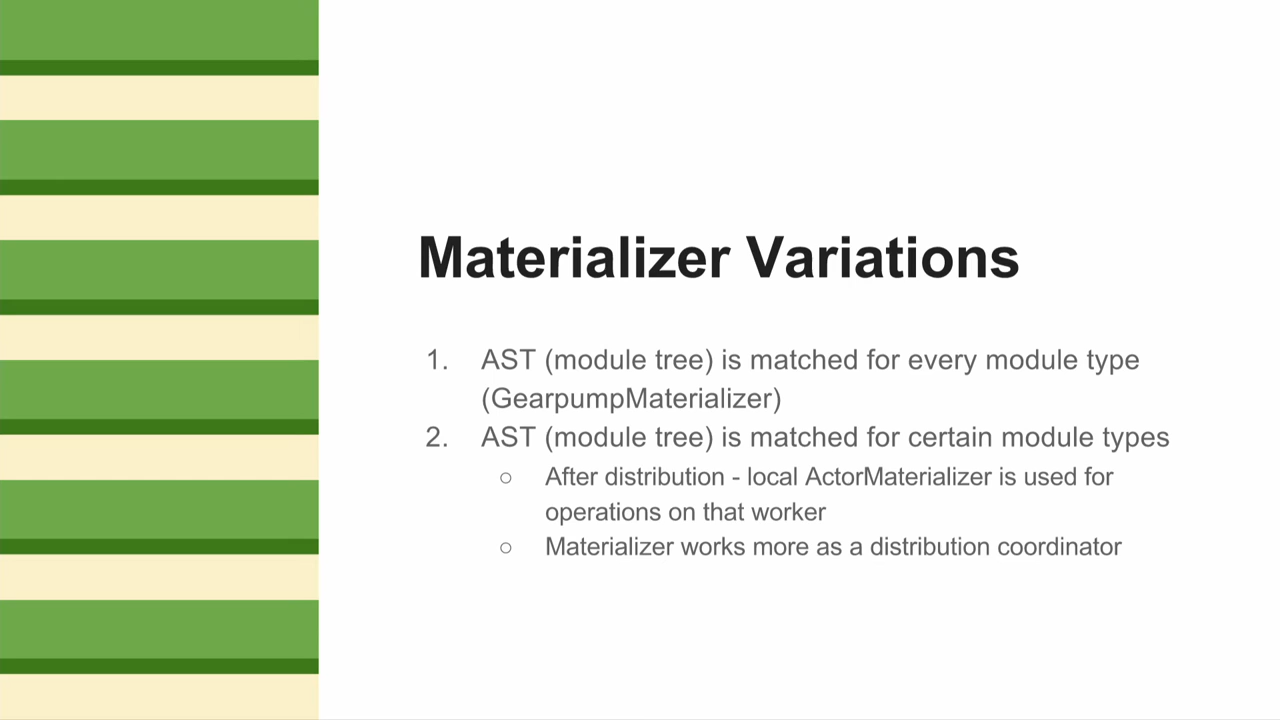 Materializer Variations
1. AST (module tree) is matched for every module type
(GearpumpMaterializer)
2. AST (module tree) is matched for certain module types
○ After distribution - local ActorMaterializer is used for
operations on that worker
○ Materializer works more as a distribution coordinator